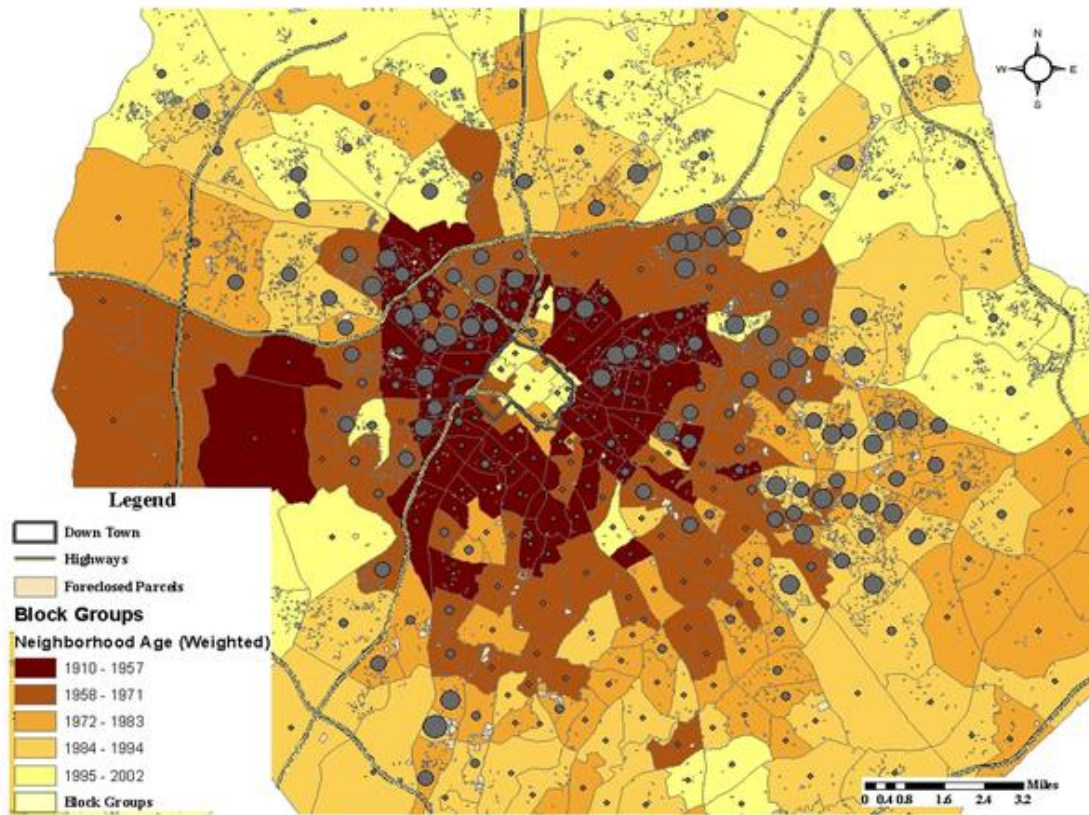 N
W E
S
Legend
Down Town
Highways
Foreclosed Parcels
Block Groups
Neighborhood Age (Weighted)
1910 - 1957
1958 - 1971
1972 - 1983
1984 - 1994
1995 - 2002
Block Groups
Miles
0 0.4 0.8 1.6 2.4 3.2